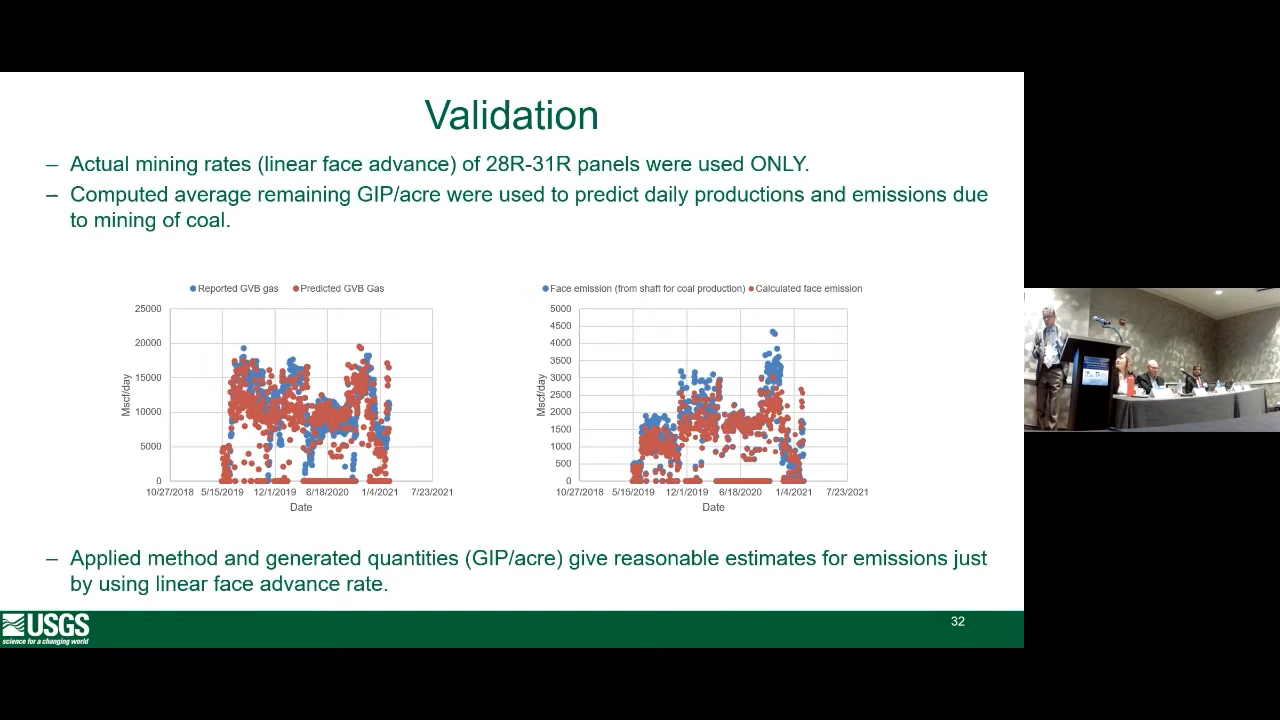 Validation
– Actual mining rates (linear face advance) of 28R-31R panels were used ONLY.
– Computed average remaining GIP/acre were used to predict daily productions and emissions due
to mining of coal.
Reported GVB gas Predicted GVB Gas
25000
20000
15000
10000
5000
0
Mscf/day
10/27/2018 5/15/2019 12/1/2019 6/18/2020 1/4/2021 7/23/2021
Date
Face emission (from shaft for coal production) Calculated face emission
5000
4500
4000
3500
3000
2500
2000
1500
1000
500
0
Mscf/day
10/27/2018 5/15/2019 12/1/2019 6/18/2020 1/4/2021 7/23/2021
Date
– Applied method and generated quantities (GIP/acre) give reasonable estimates for emissions just
by using linear face advance rate.
USGS
science for a changing world
32